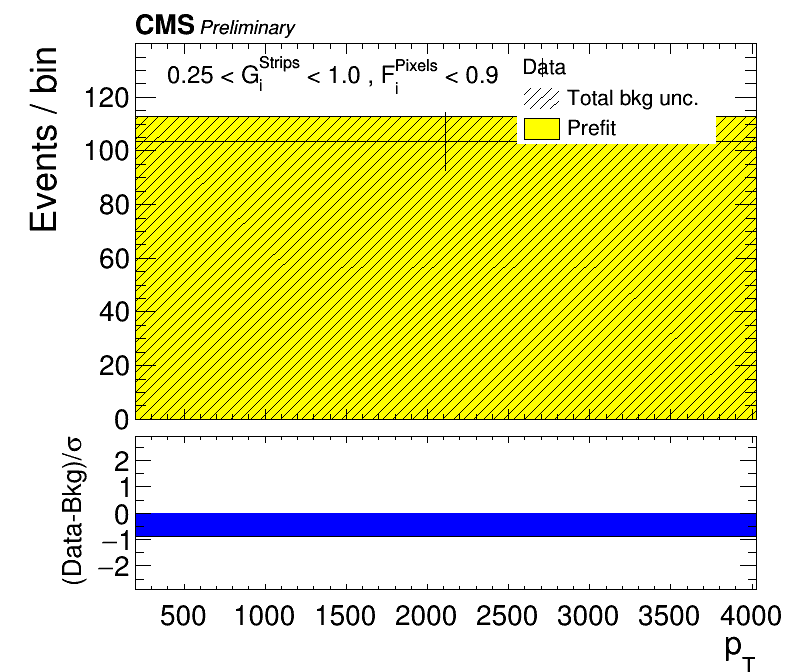 CMS Preliminary
0.25 < G_i^Strips < 1.0 , F_i^Pixels < 0.9
Data
Total bkg unc.
Prefit
Events / bin
120
100
80
60
40
20
0
(Data-Bkg)/σ
2
1
0
−1
−2
500 1000 1500 2000 2500 3000 3500 4000
p_T